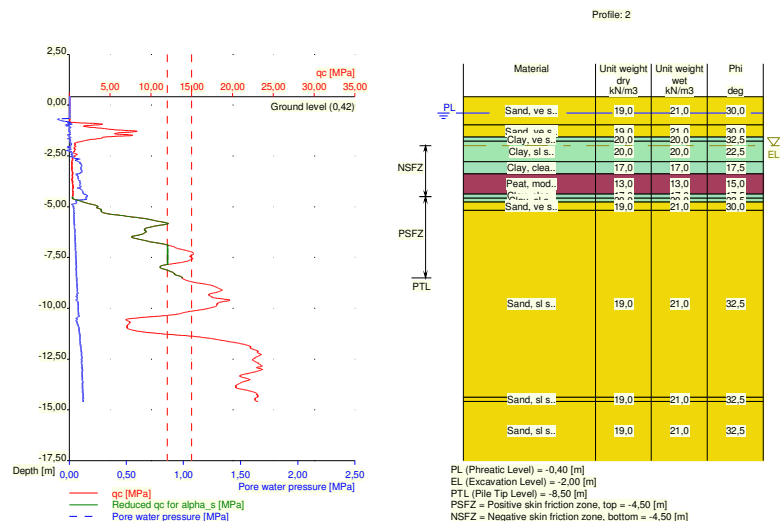 Profile: 2
2,50
0,00
-2,50
-5,00
-7,50
-10,00
-12,50
-15,00
-17,50
Depth [m]
qc [MPa]
5,00 10,00 15,00 20,00 25,00 30,00 35,00
Ground level (0,42)
0,00 0,50 1,00 1,50 2,00 2,50
Pore water pressure [MPa]
qc [MPa]
Reduced qc for alpha_s [MPa]
Pore water pressure [MPa]
Material Unit weight Unit weight Phi
dry wet
kN/m3 kN/m3 deg
PL
Sand, ve s.. 19,0 21,0 30,0
Sand, ve s.. 19,0 21,0 30,0
Clay, ve s.. 20,0 20,0 32,5
Clay, sl s.. 20,0 20,0 22,5
EL
NSFZ
Clay, clea... 17,0 17,0 17,5
Peat, mod... 13,0 13,0 15,0
Sand, ve s.. 19,0 21,0 30,0
PSFZ
PTL
Sand, sl s.. 19,0 21,0 32,5
Sand, sl s.. 19,0 21,0 32,5
Sand, sl s.. 19,0 21,0 32,5
PL (Phreatic Level) = -0,40 [m]
EL (Excavation Level) = -2,00 [m]
PTL (Pile Tip Level) = -8,50 [m]
PSFZ = Positive skin friction zone, top = -4,50 [m]
NSFZ = Negative skin friction zone, bottom = -4,50 [m]